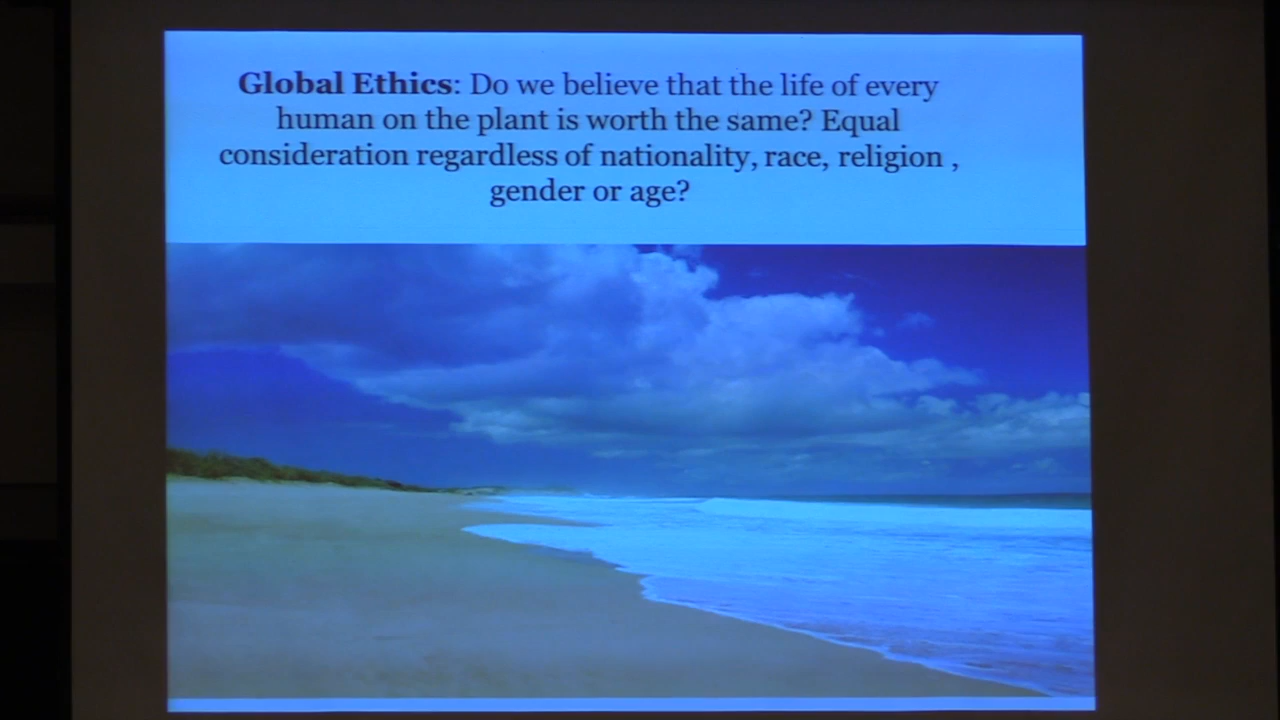 Global Ethics: Do we believe that the life of every
human on the plant is worth the same? Equal
consideration regardless of nationality, race, religion ,
gender or age?